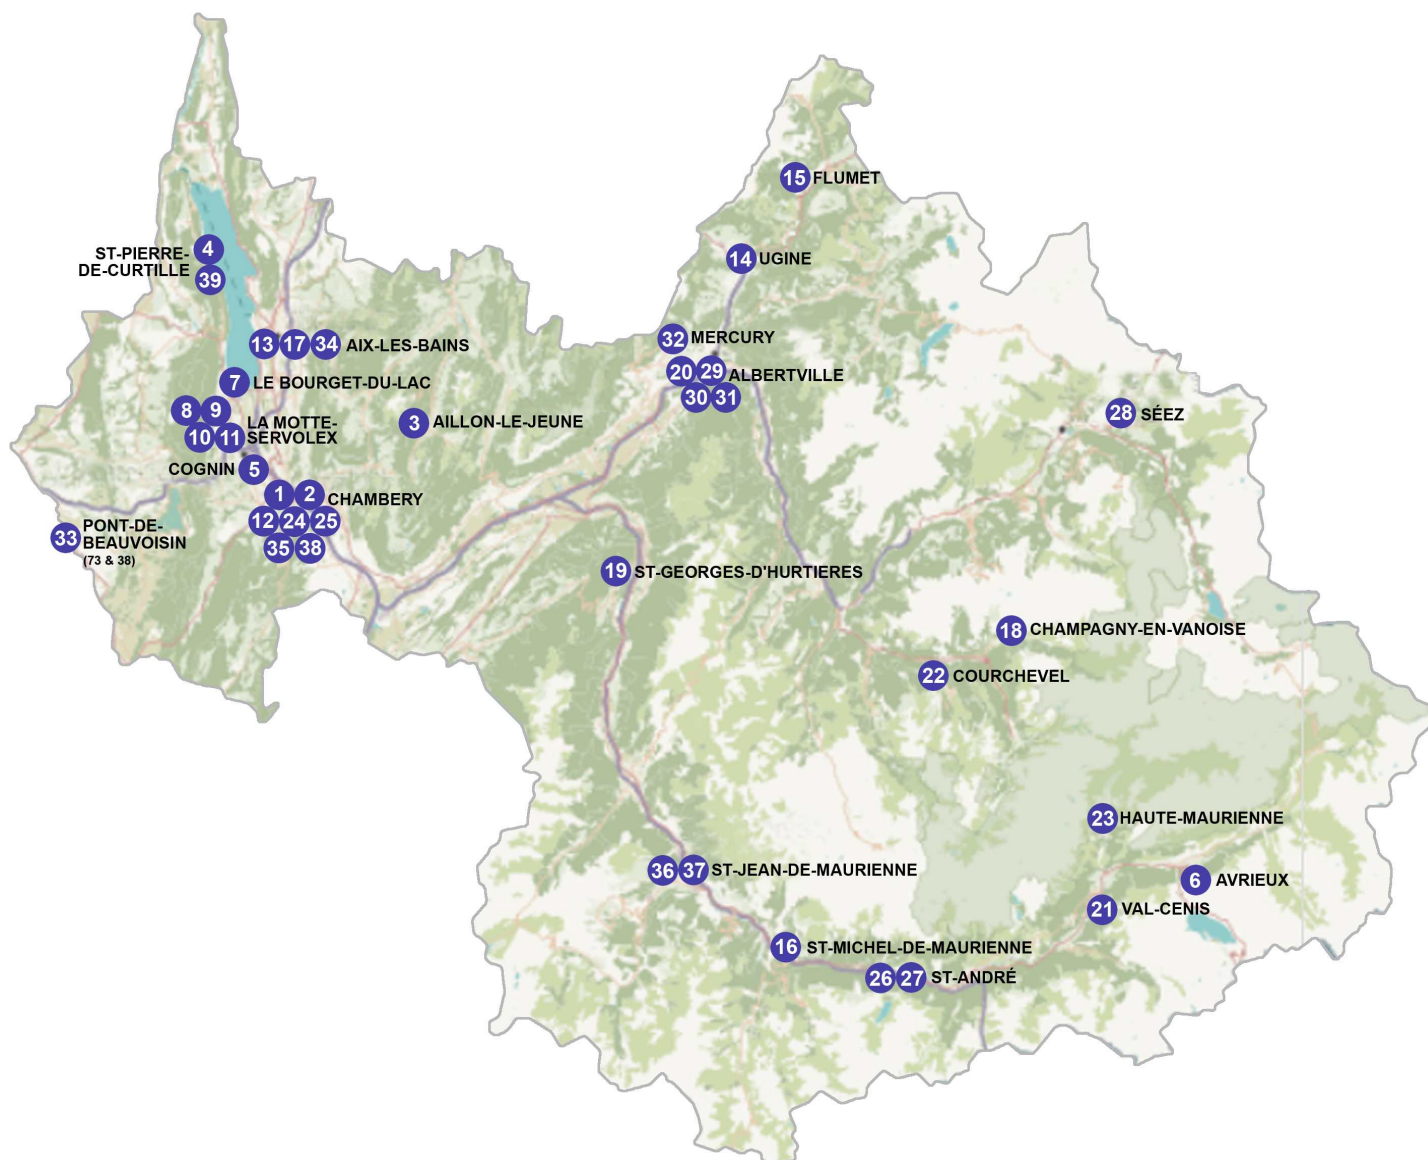 15 FLUMET
4
ST-PIERRE-
DE-CURTILLE
39
14 UGINE
32 MERCURY
13 17 34 AIX-LES-BAINS
20 29
ALBERTVILLE
30 31
7 LE BOURGET-DU-LAC
8 9
LA MOTTE-
10 11 SERVOLEX
3 AILLON-LE-JEUNE
28 SÉEZ
COGNIN 5
1 2
CHAMBERY
12 24 25
35 38
33
PONT-DE-
BEAUVOISIN
(73 & 38)
19 ST-GEORGES-D'HURTIERES
18 CHAMPAGNY-EN-VANOISE
22 COURCHEVEL
23 HAUTE-MAURIENNE
36 37 ST-JEAN-DE-MAURIENNE
6 AVRIEUX
21 VAL-CENIS
16 ST-MICHEL-DE-MAURIENNE
26 27 ST-ANDRÉ